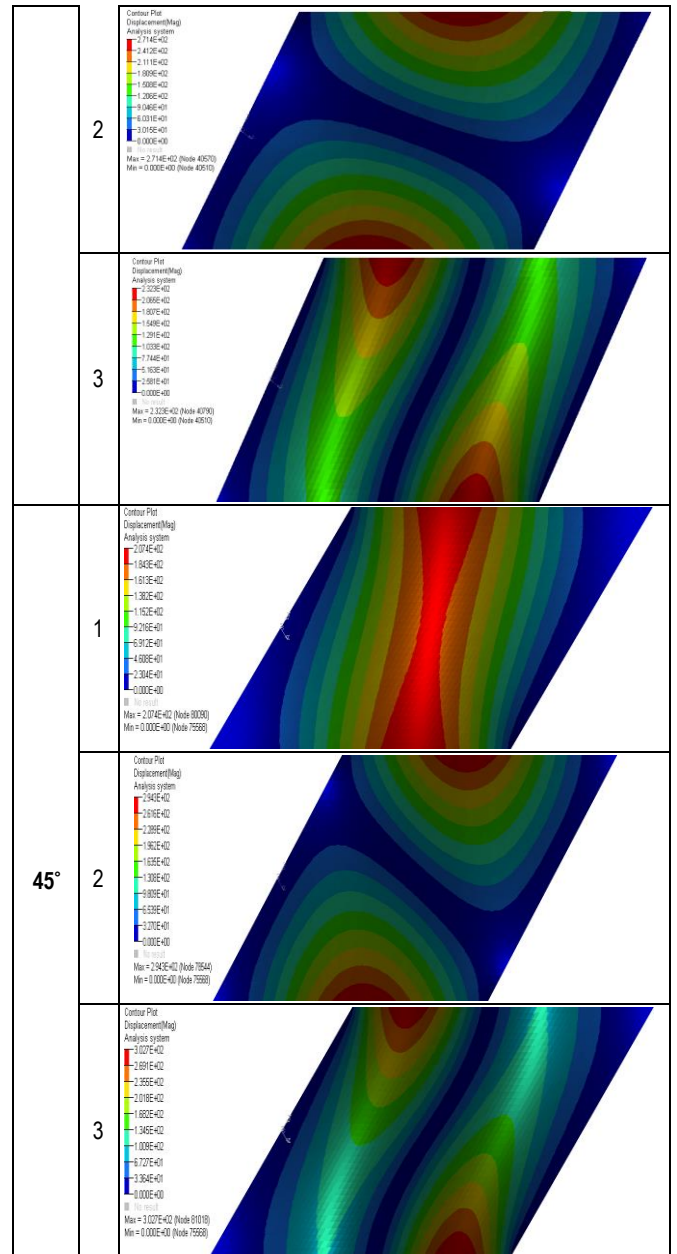 2
Contour Plot
Displacement(Mag)
Analysis system
2.714E+02
2.412E+02
2.111E+02
1.809E+02
1.508E+02
1.206E+02
9.046E+01
6.031E+01
3.015E+01
0.000E+00
No result
Max = 2.714E+02 (Node 40570)
Min = 0.000E+00 (Node 40510)
3
Contour Plot
Displacement(Mag)
Analysis system
2.323E+02
2.065E+02
1.807E+02
1.549E+02
1.291E+02
1.033E+02
7.744E+01
5.163E+01
2.581E+01
0.000E+00
No result
Max = 2.323E+02 (Node 40790)
Min = 0.000E+00 (Node 40510)
45°
1
Contour Plot
Displacement(Mag)
Analysis system
2.074E+02
1.843E+02
1.613E+02
1.382E+02
1.152E+02
9.216E+01
6.912E+01
4.608E+01
2.304E+01
0.000E+00
No result
Max = 2.074E+02 (Node 80090)
Min = 0.000E+00 (Node 75568)
2
Contour Plot
Displacement(Mag)
Analysis system
2.943E+02
2.616E+02
2.289E+02
1.962E+02
1.635E+02
1.308E+02
9.809E+01
6.539E+01
3.270E+01
0.000E+00
No result
Max = 2.943E+02 (Node 78544)
Min = 0.000E+00 (Node 75568)
3
Contour Plot
Displacement(Mag)
Analysis system
3.027E+02
2.691E+02
2.355E+02
2.018E+02
1.682E+02
1.345E+02
1.009E+02
6.727E+01
3.364E+01
0.000E+00
No result
Max = 3.027E+02 (Node 81018)
Min = 0.000E+00 (Node 75568)